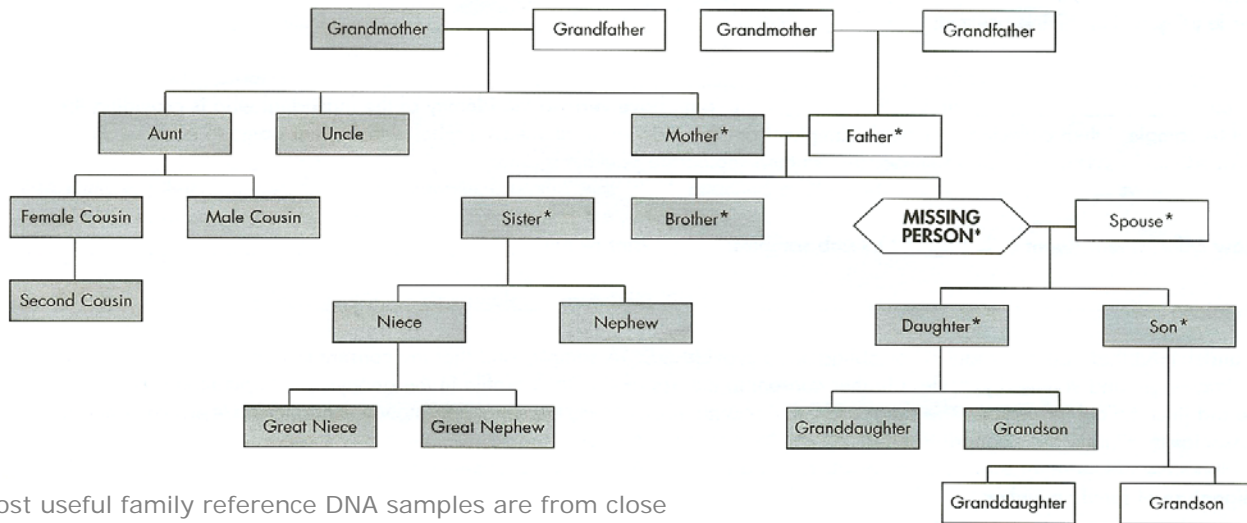 Grandmother
Grandfather
Grandmother
Grandfather
Aunt
Uncle
Mother*
Father*
Female Cousin
Male Cousin
Sister*
Brother*
MISSING
PERSON*
Spouse*
Second Cousin
Niece
Nephew
Daughter*
Son*
Great Niece
Great Nephew
Granddaughter
Grandson
useful family reference DNA samples are from close
Granddaughter
Grandson